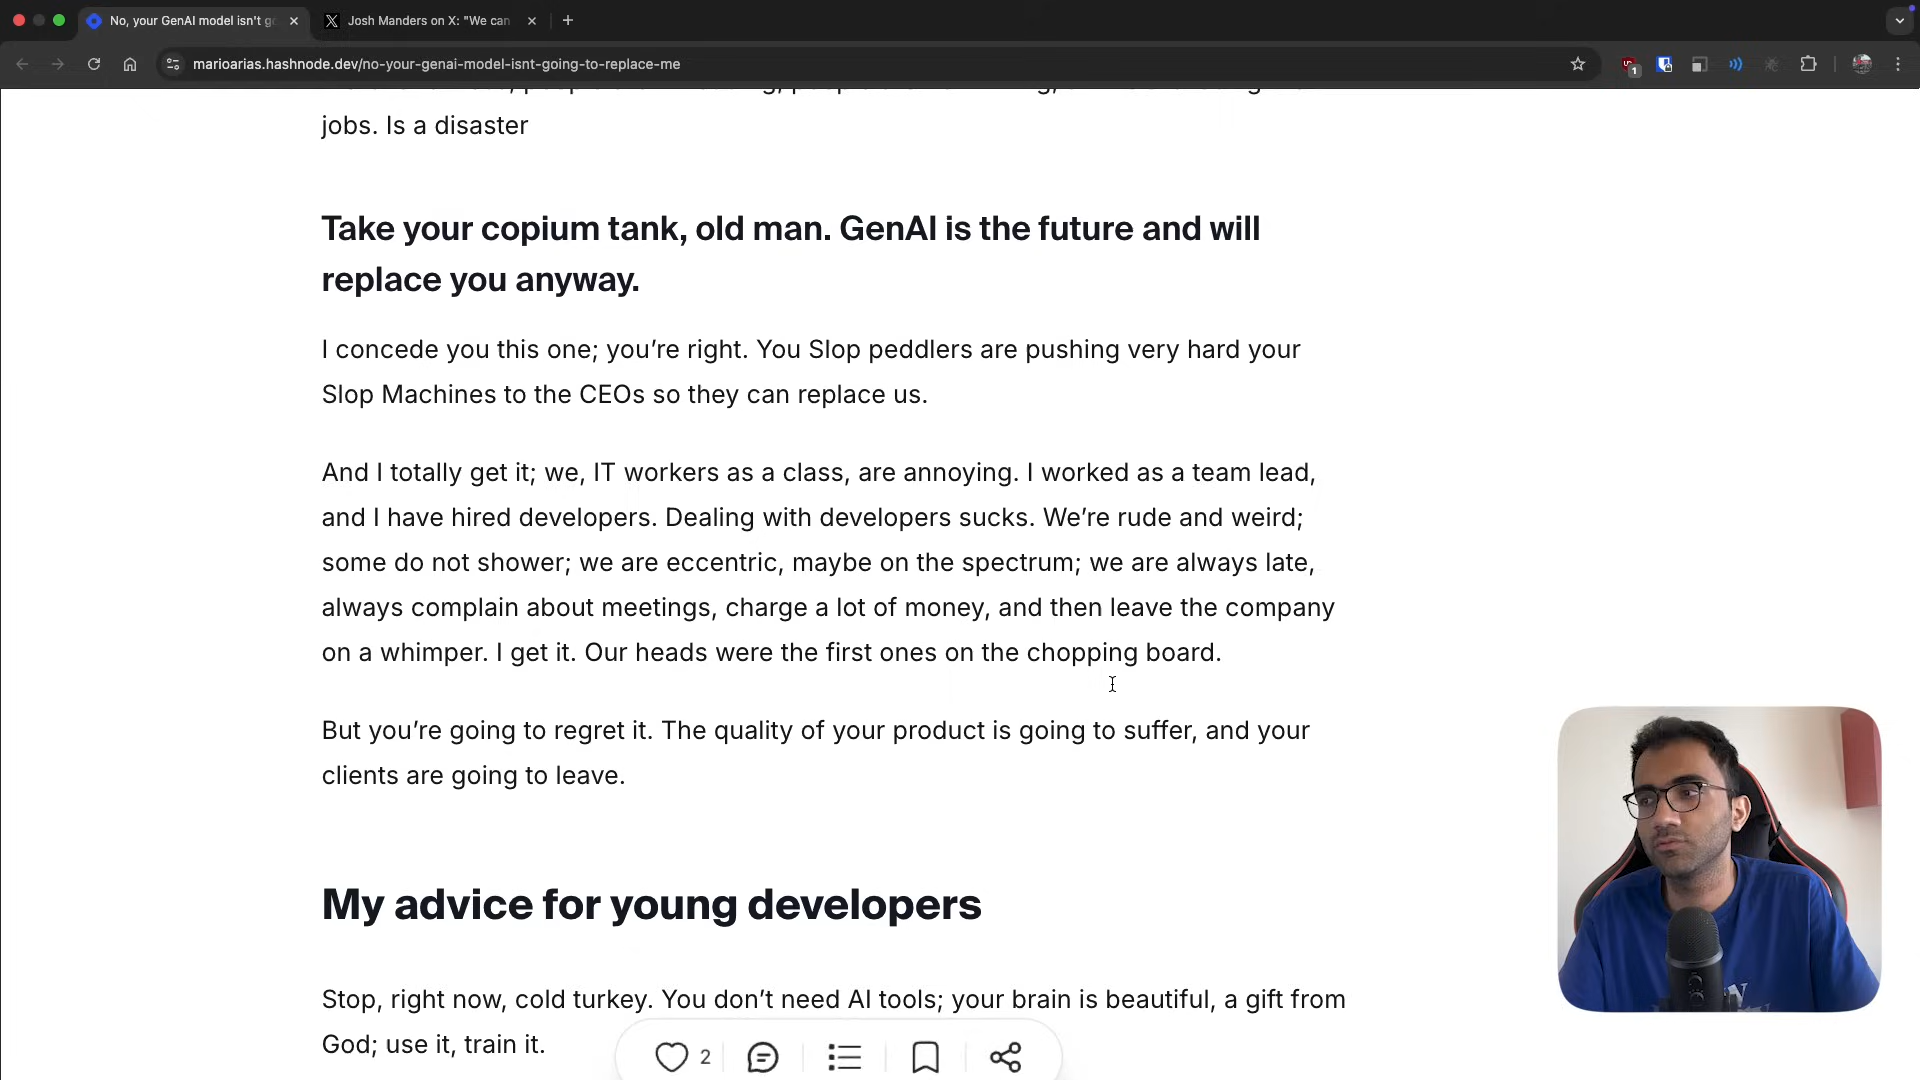 No, your GenAI model isn't g
Josh Manders on X: "We can
marioarias.hashnode.dev/no-your-genai-model-isnt-going-to-replace-me
1
jobs. Is a disaster
Take your copium tank, old man. GenAI is the future and will
replace you anyway.
I concede you this one; you’re right. You Slop peddlers are pushing very hard your
Slop Machines to the CEOs so they can replace us.
And I totally get it; we, IT workers as a class, are annoying. I worked as a team lead,
and I have hired developers. Dealing with developers sucks. We’re rude and weird;
some do not shower; we are eccentric, maybe on the spectrum; we are always late,
always complain about meetings, charge a lot of money, and then leave the company
on a whimper. I get it. Our heads were the first ones on the chopping board.
But you’re going to regret it. The quality of your product is going to suffer, and your
clients are going to leave.
My advice for young developers
Stop, right now, cold turkey. You don’t need AI tools; your brain is beautiful, a gift from
God; use it, train it.
2